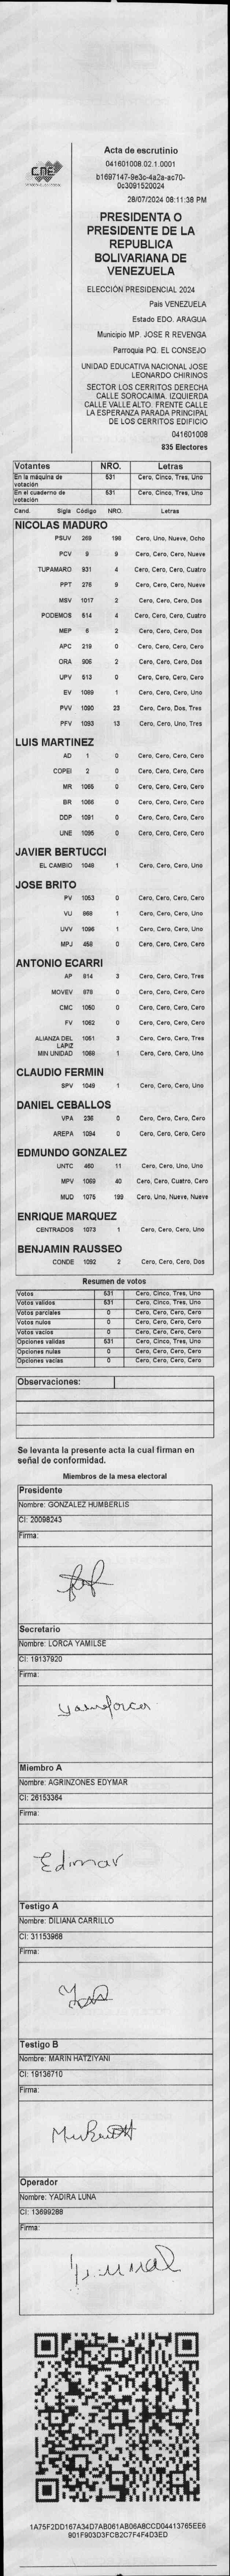 CNE
Acta de escrutinio
041601008.02.1.0001
b1697147-9e3c-4a2a-ac70-
0c3091520024
28/07/2024 08:11:38 PM
PRESIDENTA O
PRESIDENTE DE LA
REPUBLICA
BOLIVARIANA DE
VENEZUELA
ELECCIÓN PRESIDENCIAL 2024
País VENEZUELA
Estado EDO. ARAGUA
Municipio MP. JOSE R REVENGA
Parroquia PQ. EL CONSEJO
UNIDAD EDUCATIVA NACIONAL JOSE
LEONARDO CHIRINOS
SECTOR LOS CERRITOS DERECHA
CALLE SOROCAIMA. IZQUIERDA
CALLE VALLE ALTO. FRENTE CALLE
LA ESPERANZA PARADA PRINCIPAL
DE LOS CERRITOS EDIFICIO
041601008
835 Electores
Votantes NRO. Letras
En la máquina de votación 531 Cero, Cinco, Tres, Uno
En el cuaderno de votación 531 Cero, Cinco, Tres, Uno
Cand. Sigla Código NRO. Letras
NICOLAS MADURO
PSUV 269 198 Cero, Uno, Nueve, Ocho
PCV 9 9 Cero, Cero, Cero, Nueve
TUPAMARO 931 4 Cero, Cero, Cero, Cuatro
PPT 276 9 Cero, Cero, Cero, Nueve
MSV 1017 2 Cero, Cero, Cero, Dos
PODEMOS 514 4 Cero, Cero, Cero, Cuatro
MEP 6 2 Cero, Cero, Cero, Dos
APC 219 0 Cero, Cero, Cero, Cero
ORA 906 2 Cero, Cero, Cero, Dos
UPV 513 0 Cero, Cero, Cero, Cero
EV 1089 1 Cero, Cero, Cero, Uno
PVV 1090 23 Cero, Cero, Dos, Tres
PFV 1093 13 Cero, Cero, Uno, Tres
LUIS MARTINEZ
AD 1 0 Cero, Cero, Cero, Cero
COPEI 2 0 Cero, Cero, Cero, Cero
MR 1065 0 Cero, Cero, Cero, Cero
BR 1066 0 Cero, Cero, Cero, Cero
DDP 1091 0 Cero, Cero, Cero, Cero
UNE 1095 0 Cero, Cero, Cero, Cero
JAVIER BERTUCCI
EL CAMBIO 1048 1 Cero, Cero, Cero, Uno
JOSE BRITO
PV 1053 0 Cero, Cero, Cero, Cero
VU 868 1 Cero, Cero, Cero, Uno
UVV 1096 1 Cero, Cero, Cero, Uno
MPJ 458 0 Cero, Cero, Cero, Cero
ANTONIO ECARRI
AP 814 3 Cero, Cero, Cero, Tres
MOVEV 878 0 Cero, Cero, Cero, Cero
CMC 1050 0 Cero, Cero, Cero, Cero
FV 1062 0 Cero, Cero, Cero, Cero
ALIANZA DEL LAPIZ 1051 3 Cero, Cero, Cero, Tres
MIN UNIDAD 1068 1 Cero, Cero, Cero, Uno
CLAUDIO FERMIN
SPV 1049 1 Cero, Cero, Cero, Uno
DANIEL CEBALLOS
VPA 236 0 Cero, Cero, Cero, Cero
AREPA 1094 0 Cero, Cero, Cero, Cero
EDMUNDO GONZALEZ
UNTC 460 11 Cero, Cero, Uno, Uno
MPV 1069 40 Cero, Cero, Cuatro, Cero
MUD 1075 199 Cero, Uno, Nueve, Nueve
ENRIQUE MARQUEZ
CENTRADOS 1073 1 Cero, Cero, Cero, Uno
BENJAMIN RAUSSEO
CONDE 1092 2 Cero, Cero, Cero, Dos
Resumen de votos
Votos 531 Cero, Cinco, Tres, Uno
Votos validos 531 Cero, Cinco, Tres, Uno
Votos parciales 0 Cero, Cero, Cero, Cero
Votos nulos 0 Cero, Cero, Cero, Cero
Votos vacíos 0 Cero, Cero, Cero, Cero
Opciones validas 531 Cero, Cinco, Tres, Uno
Opciones nulas 0 Cero, Cero, Cero, Cero
Opciones vacías 0 Cero, Cero, Cero, Cero
Observaciones:
Se levanta la presente acta la cual firman en
señal de conformidad.
Miembros de la mesa electoral
Presidente
Nombre: GONZALEZ HUMBERLIS
CI: 20098243
Firma:
Secretario
Nombre: LORCA YAMILSE
CI: 19137920
Firma:
Miembro A
Nombre: AGRINZONES EDYMAR
CI: 26153364
Firma:
Edimar
Testigo A
Nombre: DILIANA CARRILLO
CI: 31153968
Firma:
Testigo B
Nombre: MARIN HATZIYANI
CI: 19136710
Firma:
Operador
Nombre: YADIRA LUNA
CI: 13699288
Firma:
1A75F2DD167A34D7AB061AB06A8CCD04413765EE6
901F903D3FCB2C7F4F4D3ED